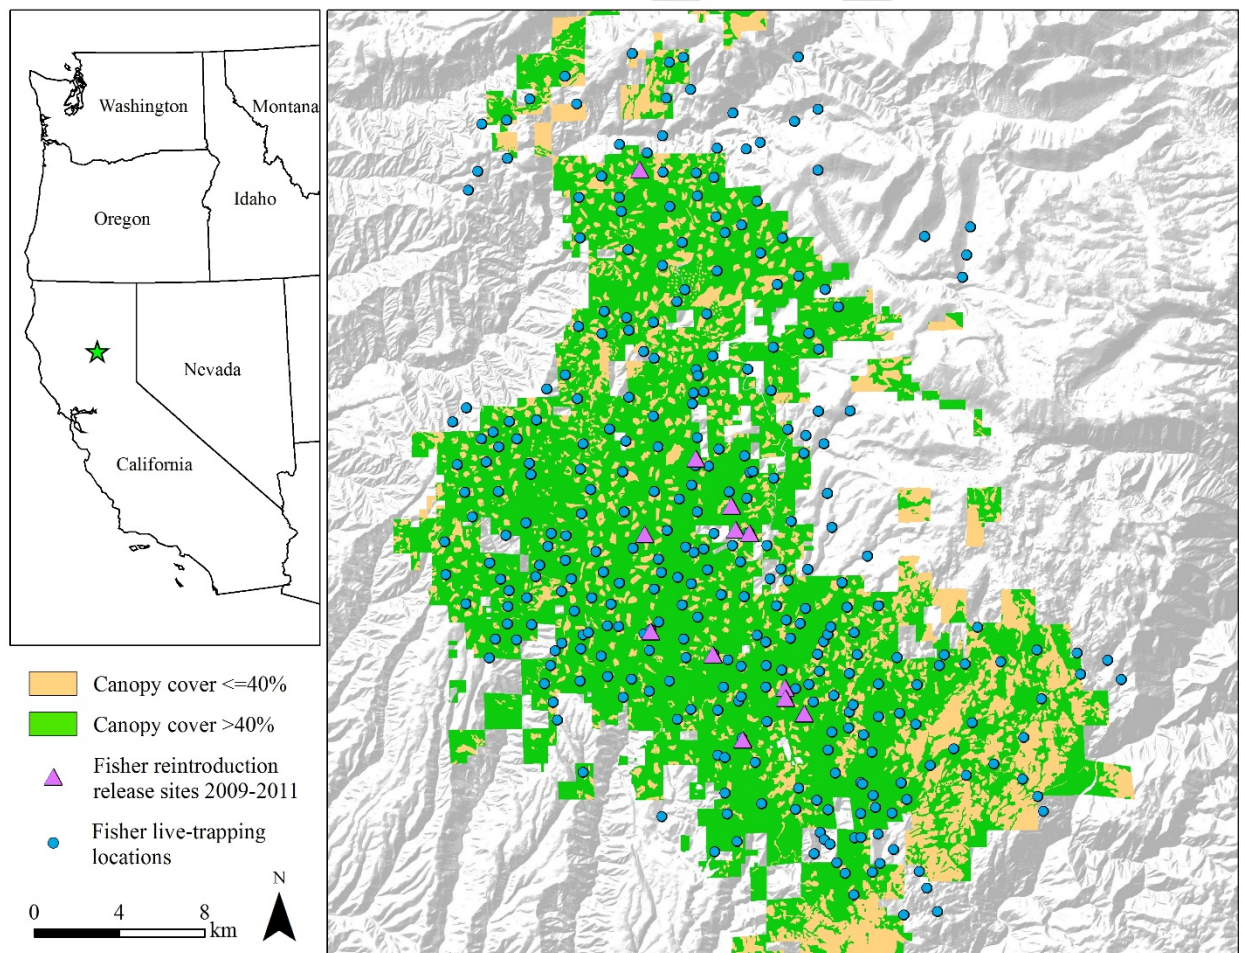 Washington
Montana
Oregon
Idaho
Nevada
California
Canopy cover <=40%
Canopy cover >40%
Fisher reintroduction
release sites 2009-2011
Fisher live-trapping
locations
N
0 4 8
km